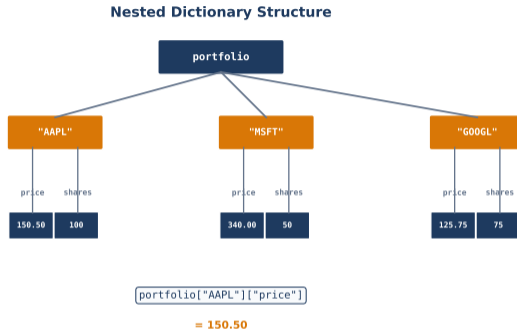 Nested Dictionary Structure
portfolio
"AAPL" "MSFT" "GOOGL"
price shares price shares price shares
150.50 100 340.00 50 125.75 75
portfolio["AAPL"]["price"]
= 150.50